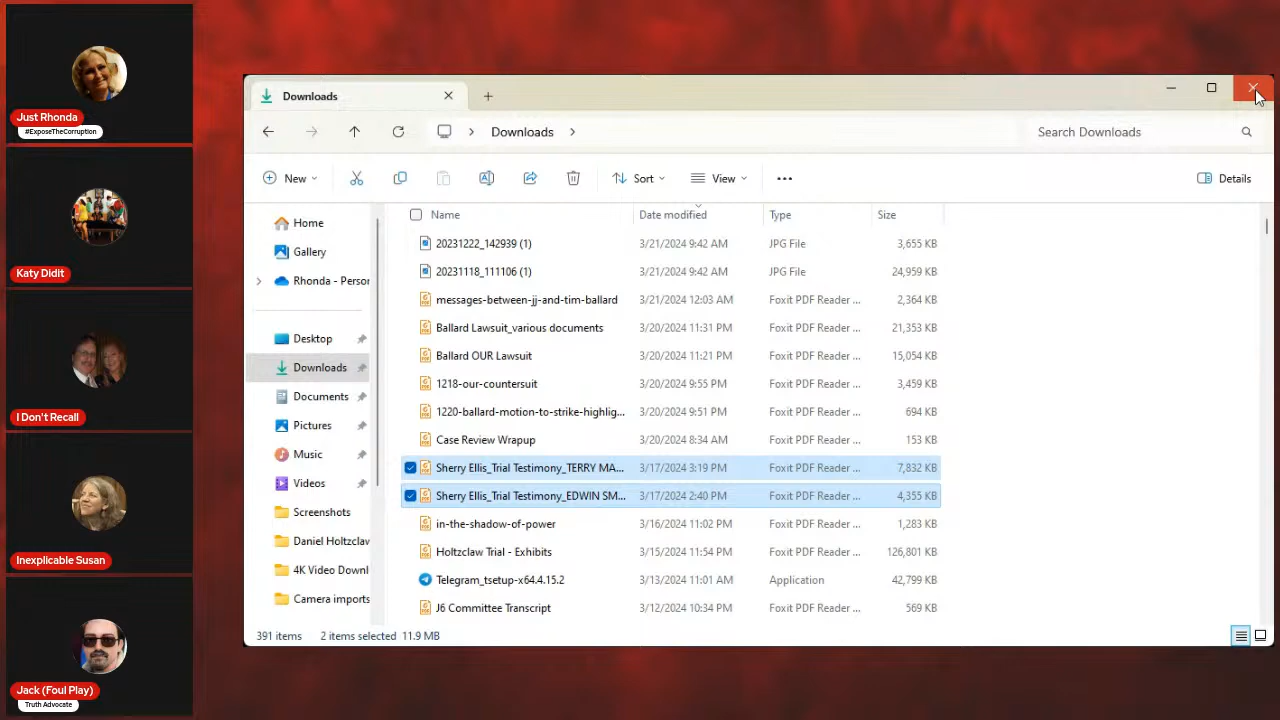 Just Rhonda
#ExposeTheCorruption
Katy Didit
I Don't Recall
Inexplicable Susan
Jack (Foul Play)
Truth Advocate
Downloads
Downloads
Search Downloads
New
Sort
View
Details
Home
Gallery
Rhonda - Persor
Desktop
Downloads
Documents
Pictures
Music
Videos
Screenshots
Daniel Holtzclaw
4K Video Downl
Camera imports
Name Date modified Type Size
20231222_142939 (1) 3/21/2024 9:42 AM JPG File 3,655 KB
20231118_111106 (1) 3/21/2024 9:42 AM JPG File 24,959 KB
messages-between-jj-and-tim-ballard 3/21/2024 12:03 AM Foxit PDF Reader ... 2,364 KB
Ballard Lawsuit_various documents 3/20/2024 11:31 PM Foxit PDF Reader ... 21,353 KB
Ballard OUR Lawsuit 3/20/2024 11:21 PM Foxit PDF Reader ... 15,054 KB
1218-our-countersuit 3/20/2024 9:55 PM Foxit PDF Reader ... 3,459 KB
1220-ballard-motion-to-strike-highlig... 3/20/2024 9:51 PM Foxit PDF Reader ... 694 KB
Case Review Wrapup 3/20/2024 8:34 AM Foxit PDF Reader ... 153 KB
Sherry Ellis_Trial Testimony_TERRY MA... 3/17/2024 3:19 PM Foxit PDF Reader ... 7,832 KB
Sherry Ellis_Trial Testimony_EDWIN SM... 3/17/2024 2:40 PM Foxit PDF Reader ... 4,355 KB
in-the-shadow-of-power 3/16/2024 11:02 PM Foxit PDF Reader ... 1,283 KB
Holtzclaw Trial - Exhibits 3/15/2024 11:54 PM Foxit PDF Reader ... 126,801 KB
Telegram_tsetup-x64.4.15.2 3/13/2024 11:01 AM Application 42,799 KB
J6 Committee Transcript 3/12/2024 10:34 PM Foxit PDF Reader ... 569 KB
391 items 2 items selected 11.9 MB